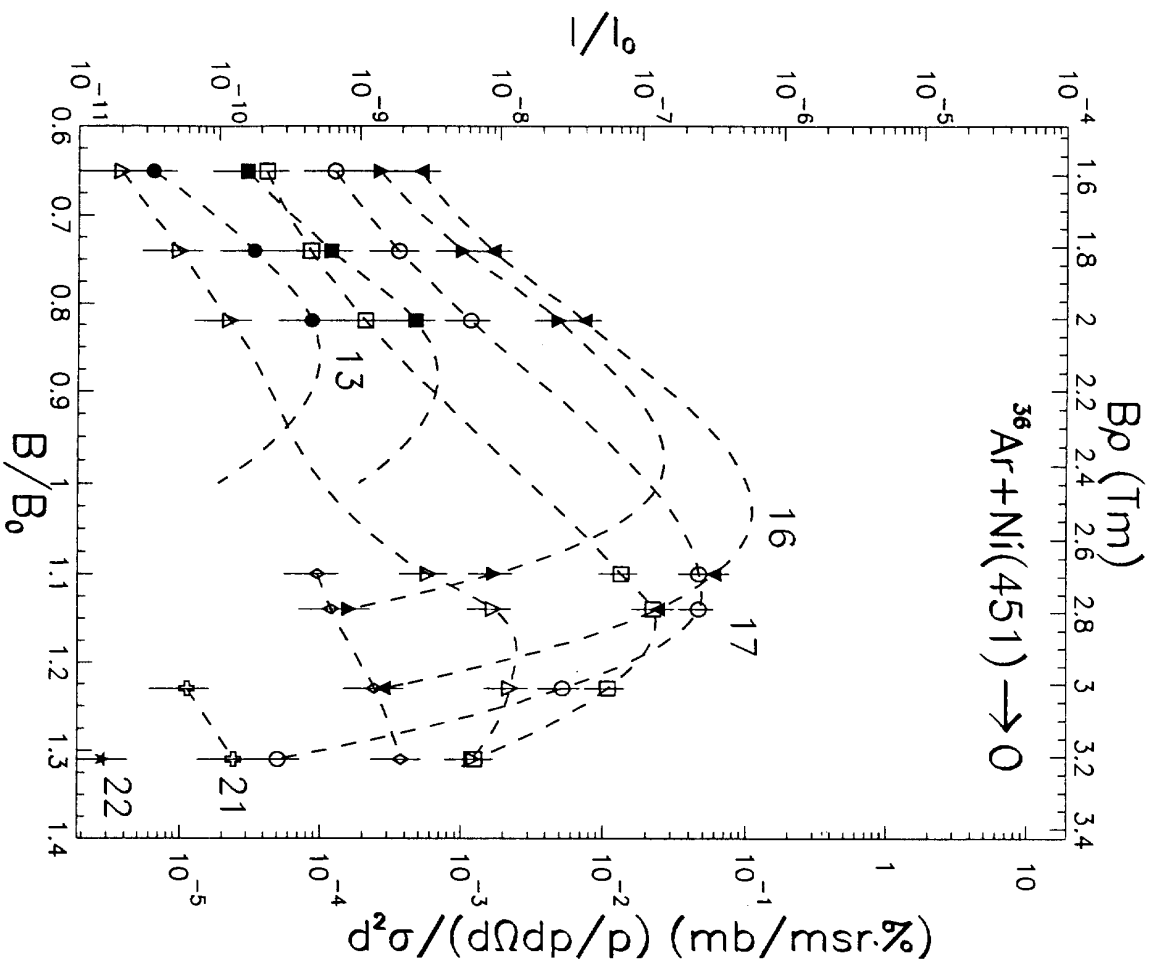 Bρ (Tm)
1.6 1.8 2 2.2 2.4 2.6 2.8 3 3.2 3.4
³⁶Ar+Ni(451)→O
I/I₀
10⁻⁴
10⁻⁵
10⁻⁶
10⁻⁷
10⁻⁸
10⁻⁹
10⁻¹⁰
10⁻¹¹
d²σ/(dΩdp/p) (mb/msr.%)
10
1
10⁻¹
10⁻²
10⁻³
10⁻⁴
10⁻⁵
16
17
13
21
22
0.6 0.7 0.8 0.9 1 1.1 1.2 1.3 1.4
B/B₀